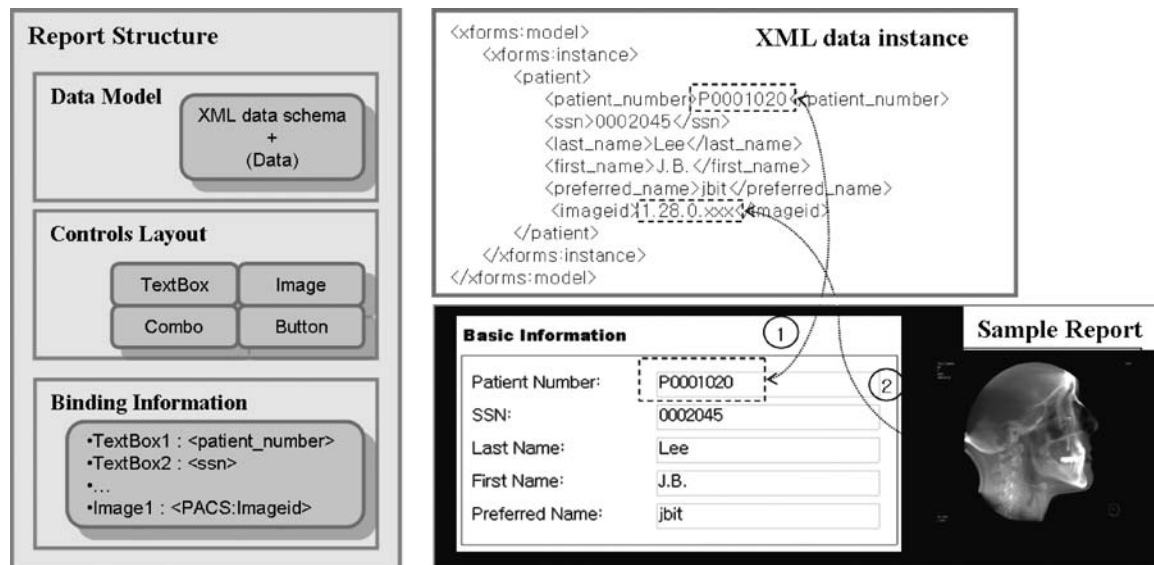 Report Structure
Data Model
XML data schema
+
(Data)
Controls Layout
TextBox
Image
Combo
Button
Binding Information
•TextBox1 : <patient_number>
•TextBox2 : <ssn>
•...
•Image1 : <PACS:Imageid>
XML data instance
<xforms:model>
<xforms:instance>
<patient>
<patient_number>P0001020</patient_number>
<ssn>0002045</ssn>
<last_name>Lee</last_name>
<first_name>J.B.</first_name>
<preferred_name>jbit</preferred_name>
<imageid>1.28.0.xxx</imageid>
</patient>
</xforms:instance>
</xforms:model>
Sample Report
Basic Information
1
Patient Number:
P0001020
2
SSN:
0002045
Last Name:
Lee
First Name:
J.B.
Preferred Name:
jbit